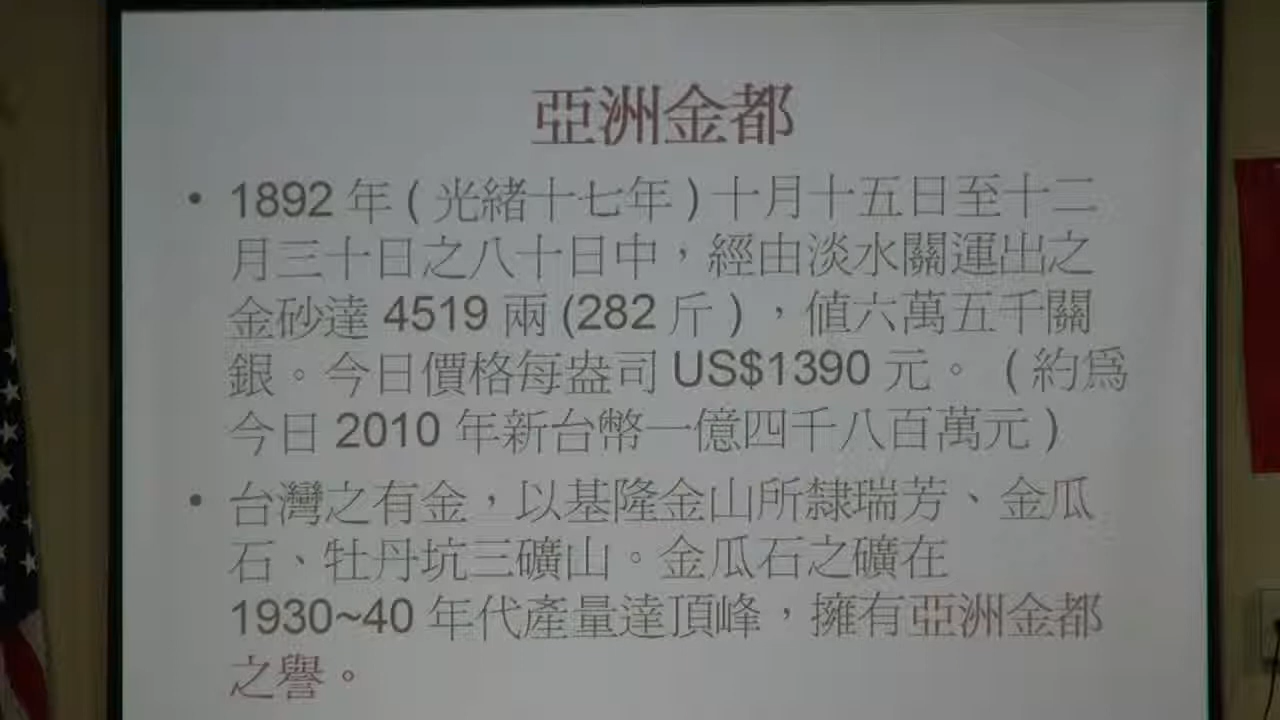 亞洲金都
• 1892 年 ( 光緒十七年 ) 十月十五日至十二
月三十日之八十日中，經由淡水關運出之
金砂達 4519 兩 (282 斤 ) ，值六萬五千關
銀。今日價格每盎司 US$1390 元。 ( 約為
今日 2010 年新台幣一億四千八百萬元 )
• 台灣之有金，以基隆金山所隸瑞芳、金瓜
石、牡丹坑三礦山。金瓜石之礦在
1930~40 年代產量達頂峰，擁有亞洲金都
之譽。